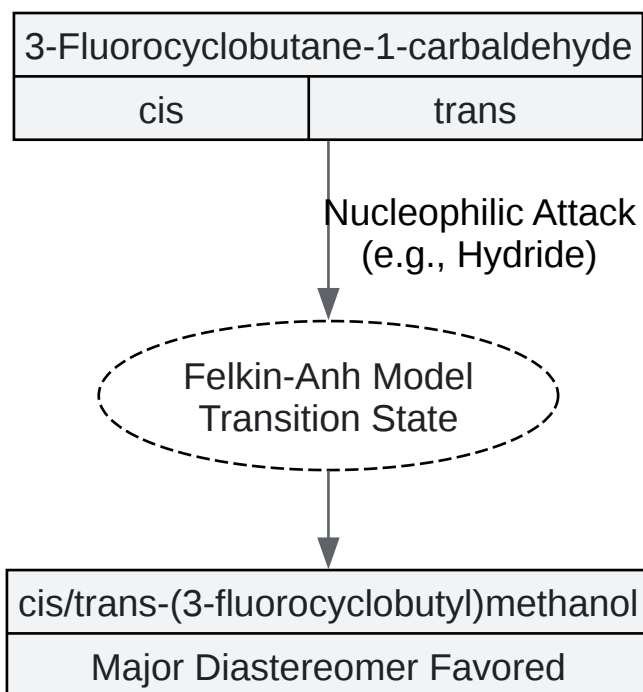 3-Fluorocyclobutane-1-carbaldehyde
cis trans
Nucleophilic Attack
(e.g., Hydride)
Felkin-Anh Model
Transition State
cis/trans-(3-fluorocyclobutyl)methanol
Major Diastereomer Favored